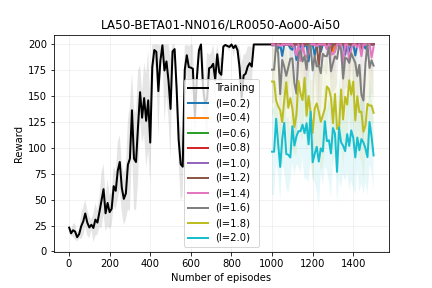 LA50-BETA01-NN016/LR0050-Ao00-Ai50
Reward
200
175
150
125
100
75
50
25
0
Training
(l=0.2)
(l=0.4)
(l=0.6)
(l=0.8)
(l=1.0)
(l=1.2)
(l=1.4)
(l=1.6)
(l=1.8)
(l=2.0)
0 200 400 600 800 1000 1200 1400
Number of episodes